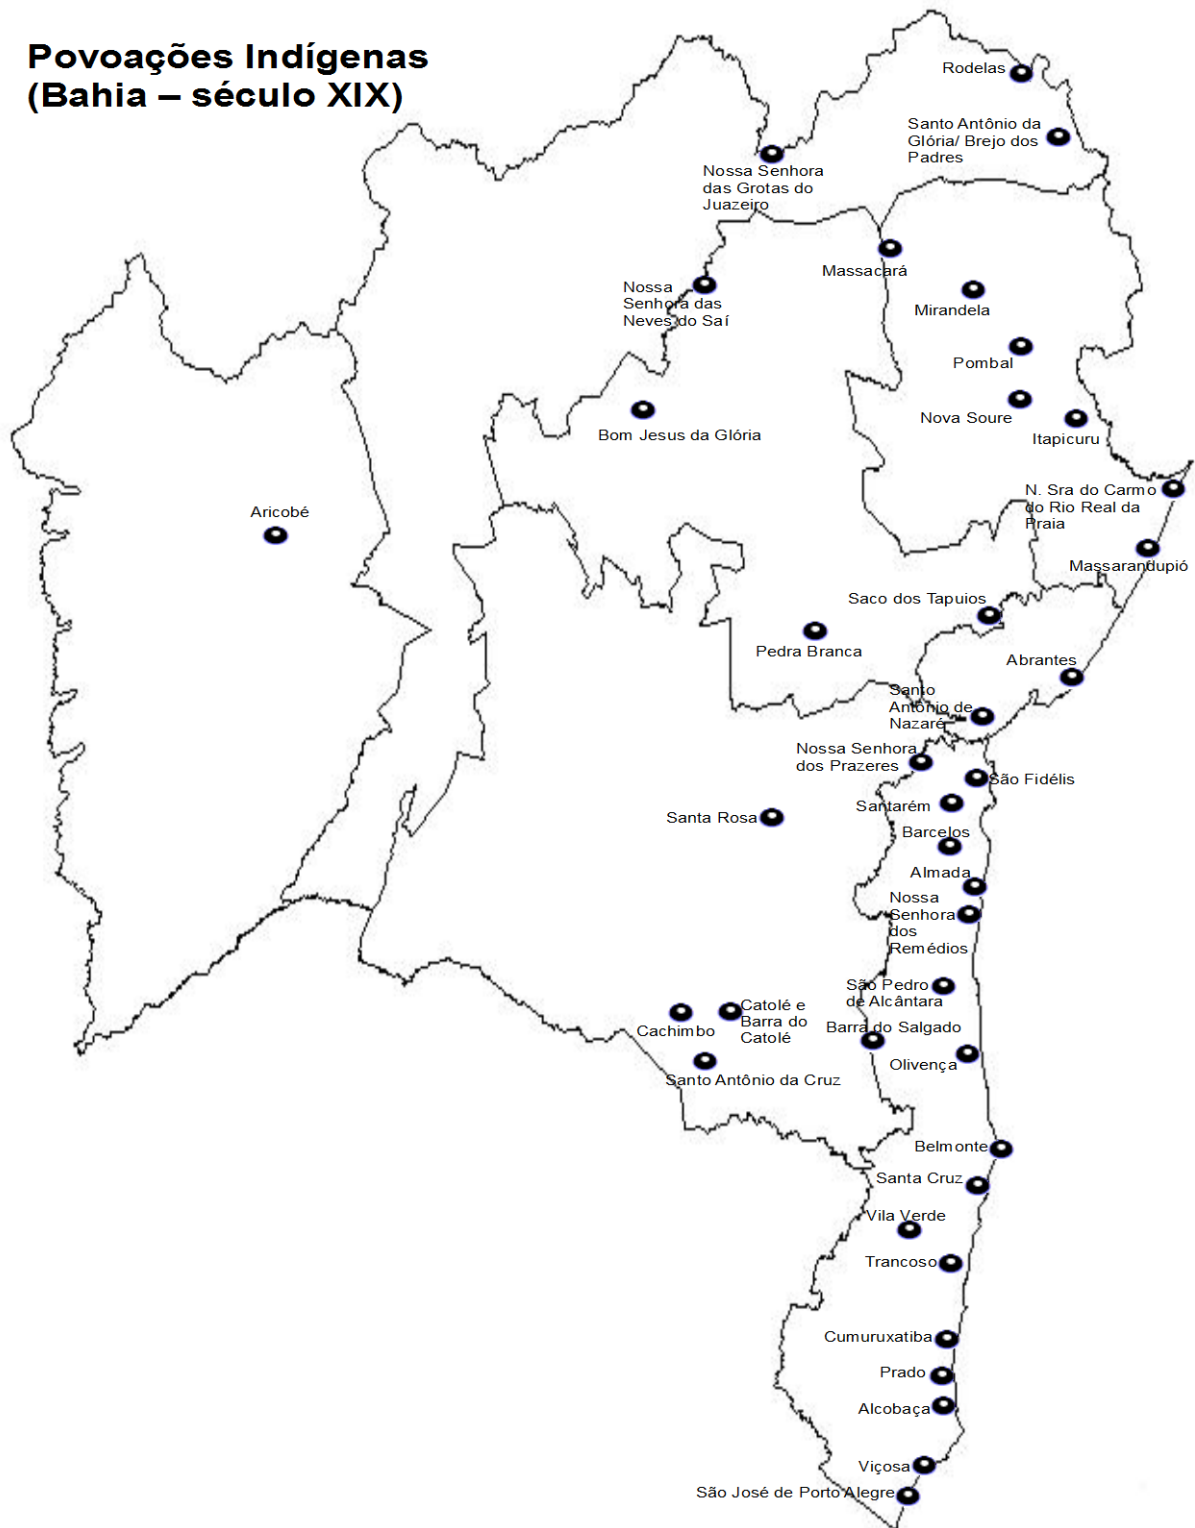 Povoações Indígenas
(Bahia – século XIX)
Rodelas
Santo Antônio da
Glória/ Brejo dos
Padres
Nossa Senhora
das Grotas do
Juazeiro
Massacará
Nossa
Senhora das
Neves do Saí
Mirandela
Pombal
Nova Soure
Bom Jesus da Glória
Itapicuru
N. Sra do Carmo
do Rio Real da
Praia
Aricobé
Massarandupió
Saco dos Tapuios
Pedra Branca
Abrantes
Santo
Antônio de
Nazaré
Nossa Senhora
dos Prazeres
São Fidélis
Santarém
Santa Rosa
Barcelos
Almada
Nossa
Senhora
dos
Remédios
São Pedro
de Alcântara
Catolé e
Barra do
Catolé
Cachimbo
Barra do Salgado
Olivença
Santo Antônio da Cruz
Belmonte
Santa Cruz
Vila Verde
Trancoso
Cumuruxatiba
Prado
Alcobaça
Viçosa
São José de Porto Alegre